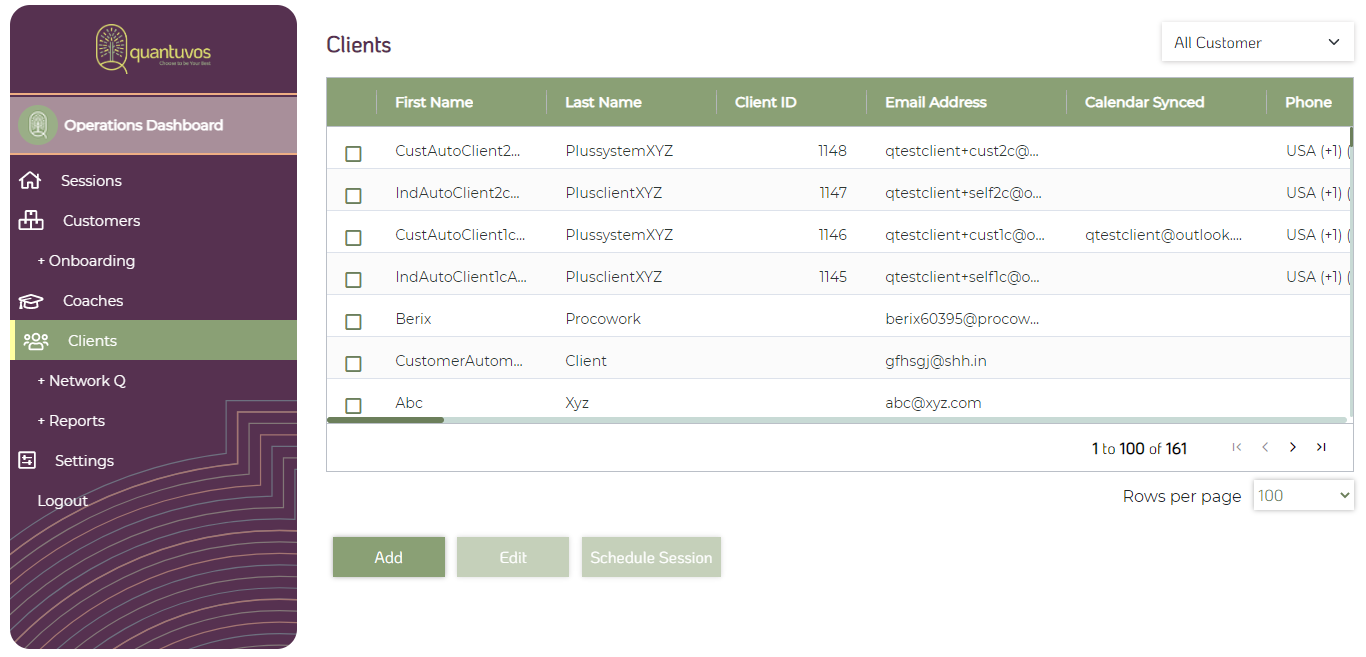 quantuvos
Choose to be Your Best
Operations Dashboard
Sessions
Customers
+ Onboarding
Coaches
Clients
+ Network Q
+ Reports
Settings
Logout
Clients
All Customer
First Name Last Name Client ID Email Address Calendar Synced Phone
CustAutoClient2... PlussystemXYZ 1148 qtestclient+cust2c@... USA (+1) (
IndAutoClient2c... PlusclientXYZ 1147 qtestclient+self2c@o... USA (+1) (
CustAutoClient1c... PlussystemXYZ 1146 qtestclient+cust1c@o... qtestclient@outlook.... USA (+1) (
IndAutoClient1cA... PlusclientXYZ 1145 qtestclient+self1c@o... USA (+1) (
Berix Procowork berix60395@procow...
CustomerAutom... Client gfhsgj@shh.in
Abc Xyz abc@xyz.com
1 to 100 of 161
Rows per page 100
Add Edit Schedule Session